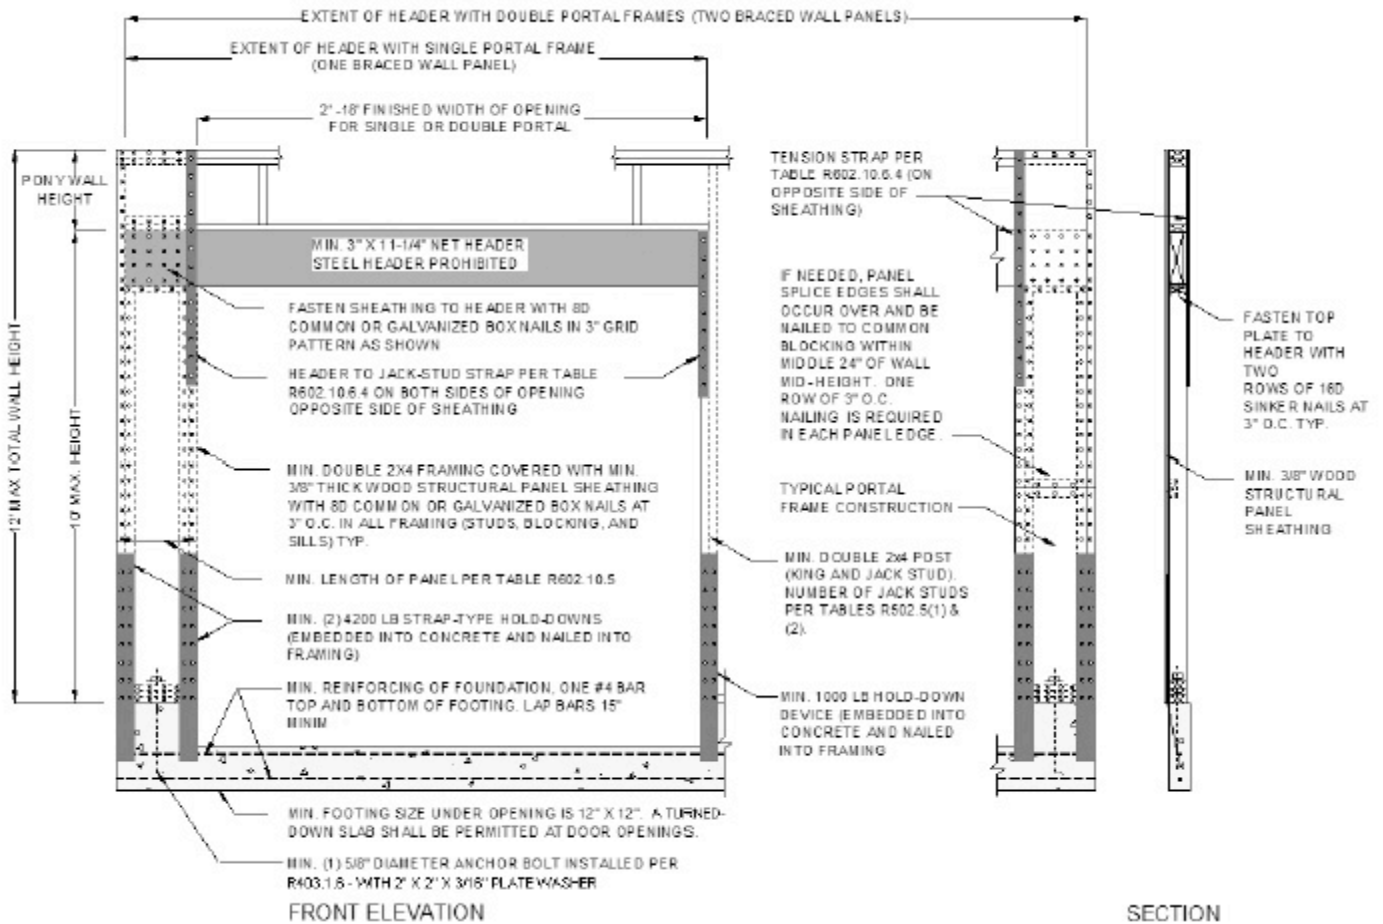 EXTENT OF HEADER WITH DOUBLE PORTAL FRAMES (TWO BRACED WALL PANELS)
EXTENT OF HEADER WITH SINGLE PORTAL FRAME
(ONE BRACED WALL PANEL)
2' -18' FINISHED WIDTH OF OPENING
FOR SINGLE OR DOUBLE PORTAL
PONY WALL
HEIGHT
12' MAX TOTAL WALL HEIGHT
10' MAX. HEIGHT
MIN. 3" X 11-1/4" NET HEADER
STEEL HEADER PROHIBITED
FASTEN SHEATHING TO HEADER WITH 8D
COMMON OR GALVANIZED BOX NAILS IN 3" GRID
PATTERN AS SHOWN
HEADER TO JACK-STUD STRAP PER TABLE
R602.10.6.4 ON BOTH SIDES OF OPENING
OPPOSITE SIDE OF SHEATHING
MIN. DOUBLE 2X4 FRAMING COVERED WITH MIN.
3/8" THICK WOOD STRUCTURAL PANEL SHEATHING
WITH 8D COMMON OR GALVANIZED BOX NAILS AT
3" O.C. IN ALL FRAMING (STUDS, BLOCKING, AND
SILLS) TYP.
MIN. LENGTH OF PANEL PER TABLE R602.10.5
MIN. (2) 4200 LB STRAP-TYPE HOLD-DOWNS
(EMBEDDED INTO CONCRETE AND NAILED INTO
FRAMING)
MIN. REINFORCING OF FOUNDATION, ONE #4 BAR
TOP AND BOTTOM OF FOOTING. LAP BARS 15"
MINIM
MIN. FOOTING SIZE UNDER OPENING IS 12" X 12". A TURNED-
DOWN SLAB SHALL BE PERMITTED AT DOOR OPENINGS.
MIN. (1) 5/8" DIAMETER ANCHOR BOLT INSTALLED PER
R403.1.6 - WITH 2" X 2" X 3/16" PLATE WASHER
FRONT ELEVATION
TENSION STRAP PER
TABLE R602.10.6.4 (ON
OPPOSITE SIDE OF
SHEATHING)
IF NEEDED, PANEL
SPLICE EDGES SHALL
OCCUR OVER AND BE
NAILED TO COMMON
BLOCKING WITHIN
MIDDLE 24" OF WALL
MID-HEIGHT. ONE
ROW OF 3" O.C.
NAILING IS REQUIRED
IN EACH PANEL EDGE.
TYPICAL PORTAL
FRAME CONSTRUCTION
MIN. DOUBLE 2x4 POST
(KING AND JACK STUD).
NUMBER OF JACK STUDS
PER TABLES R502.5(1) &
(2).
MIN. 1000 LB HOLD-DOWN
DEVICE (EMBEDDED INTO
CONCRETE AND NAILED
INTO FRAMING
FASTEN TOP
PLATE TO
HEADER WITH
TWO
ROWS OF 16D
SINKER NAILS AT
3" O.C. TYP.
MIN. 3/8" WOOD
STRUCTURAL
PANEL
SHEATHING
SECTION